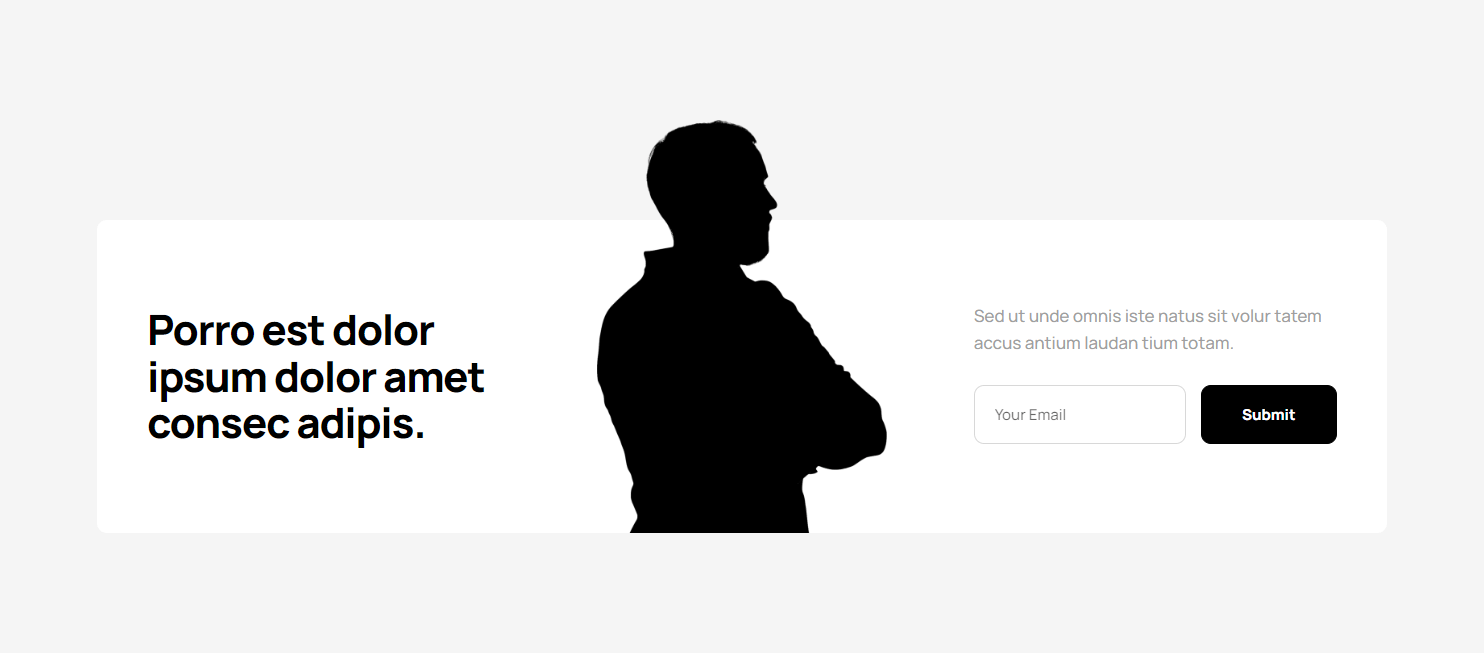 Porro est dolor
ipsum dolor amet
consec adipis.
Sed ut unde omnis iste natus sit volur tatem
accus antium laudan tium totam.
Your Email
Submit